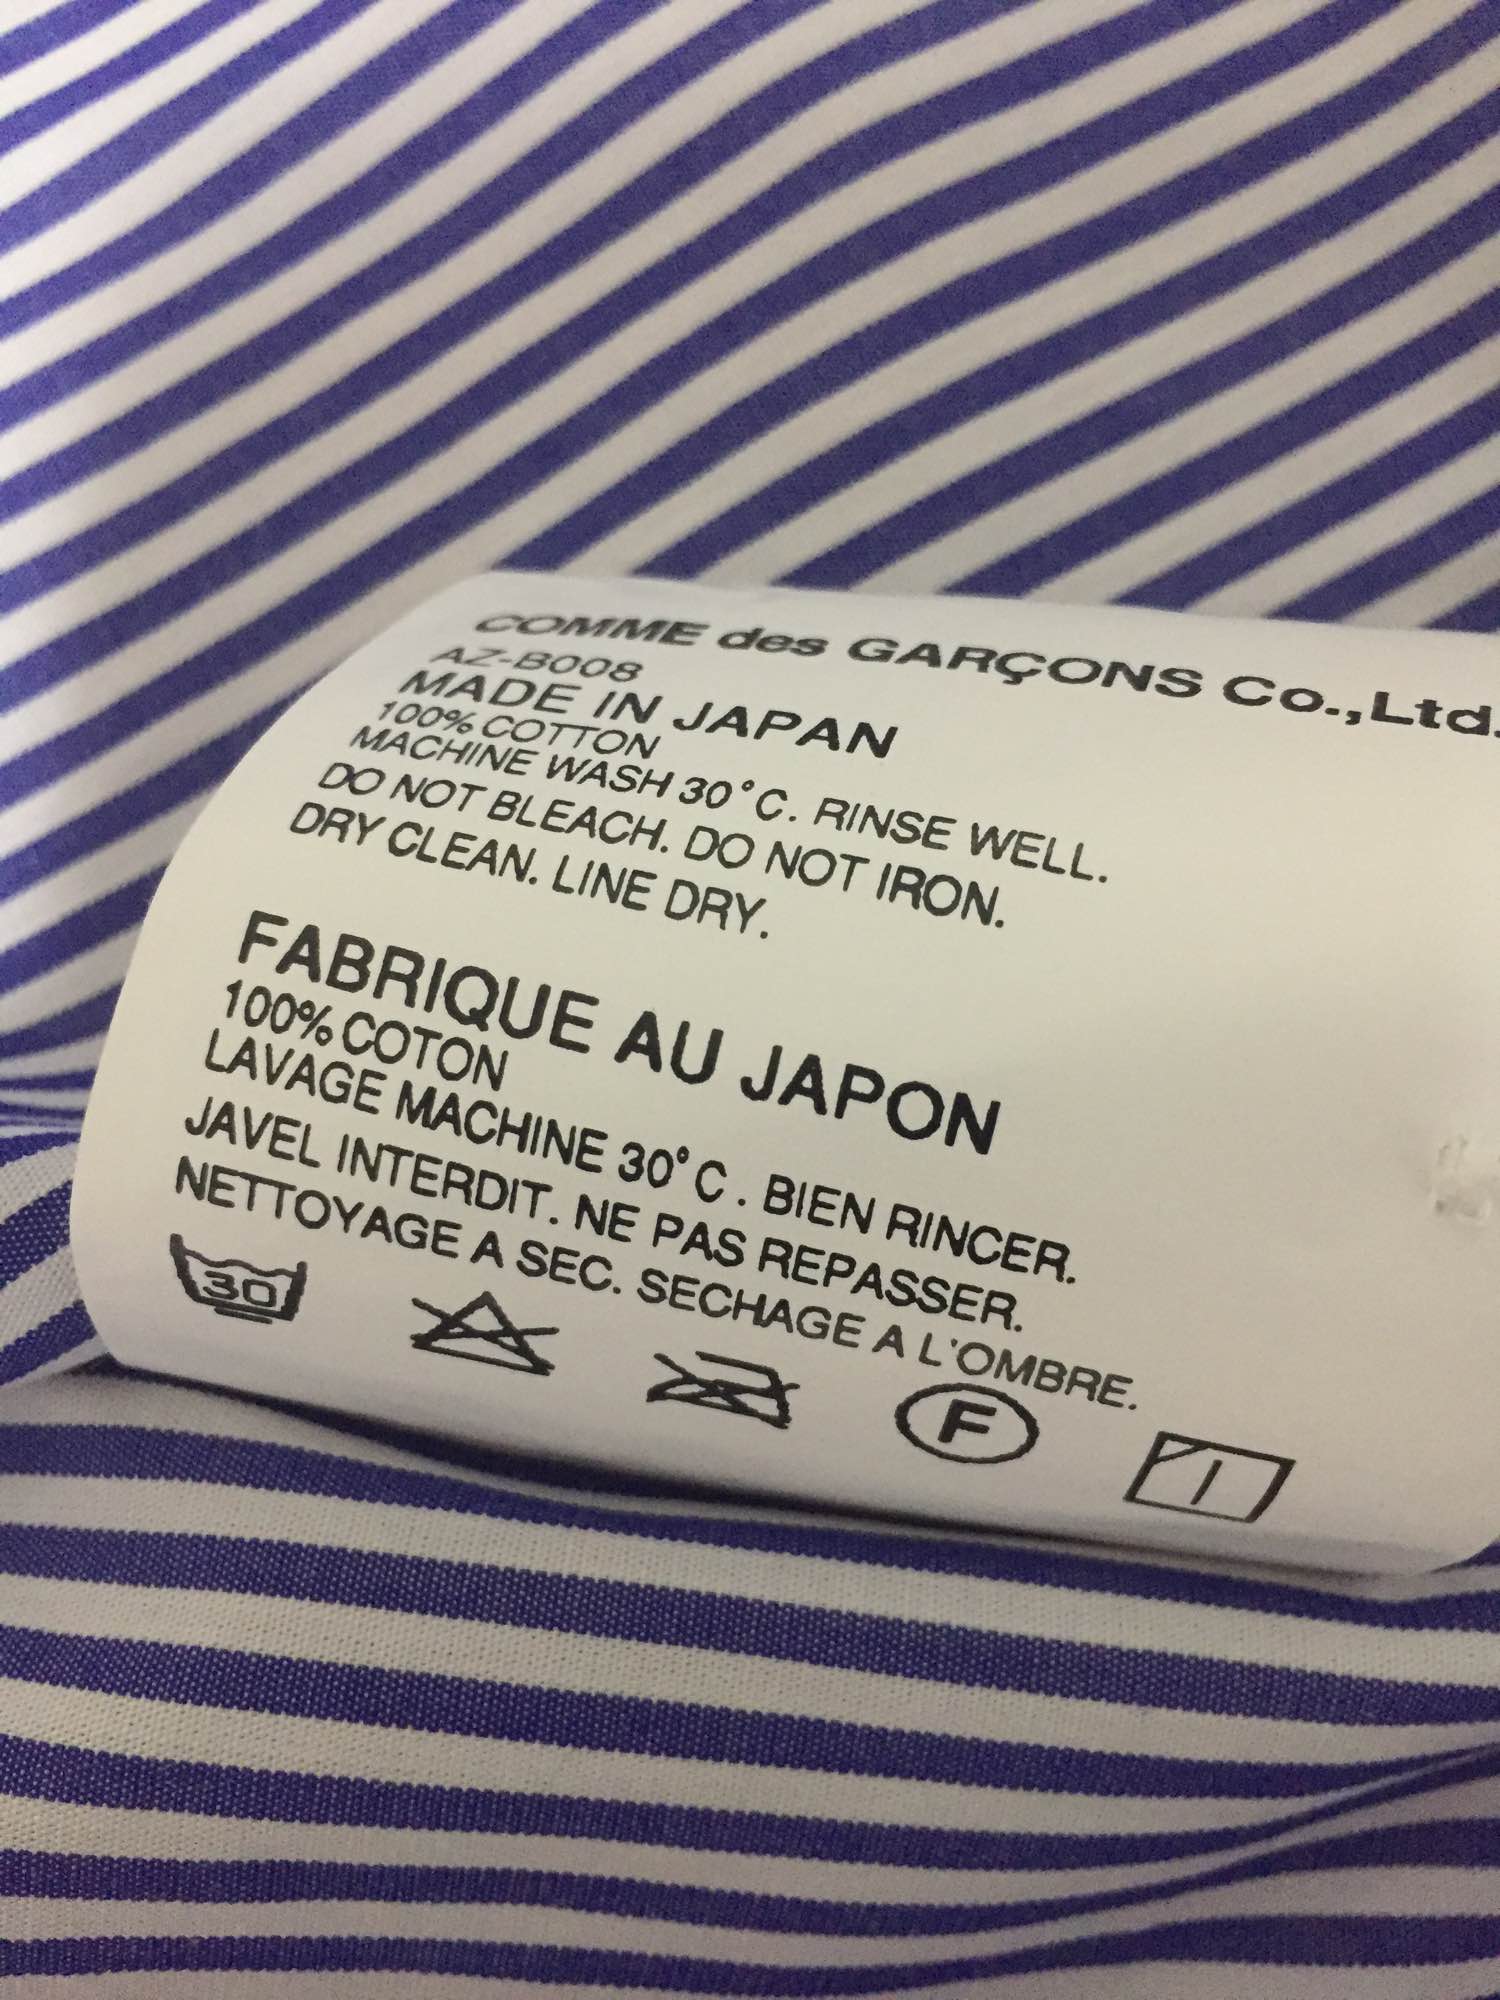 COMME des GARÇONS Co.,Ltd.
AZ-B008
MADE IN JAPAN
100% COTTON
MACHINE WASH 30°C. RINSE WELL.
DO NOT BLEACH. DO NOT IRON.
DRY CLEAN. LINE DRY.
FABRIQUE AU JAPON
100% COTON
LAVAGE MACHINE 30°C. BIEN RINCER.
JAVEL INTERDIT. NE PAS REPASSER.
NETTOYAGE A SEC. SECHAGE A L'OMBRE.
30
F